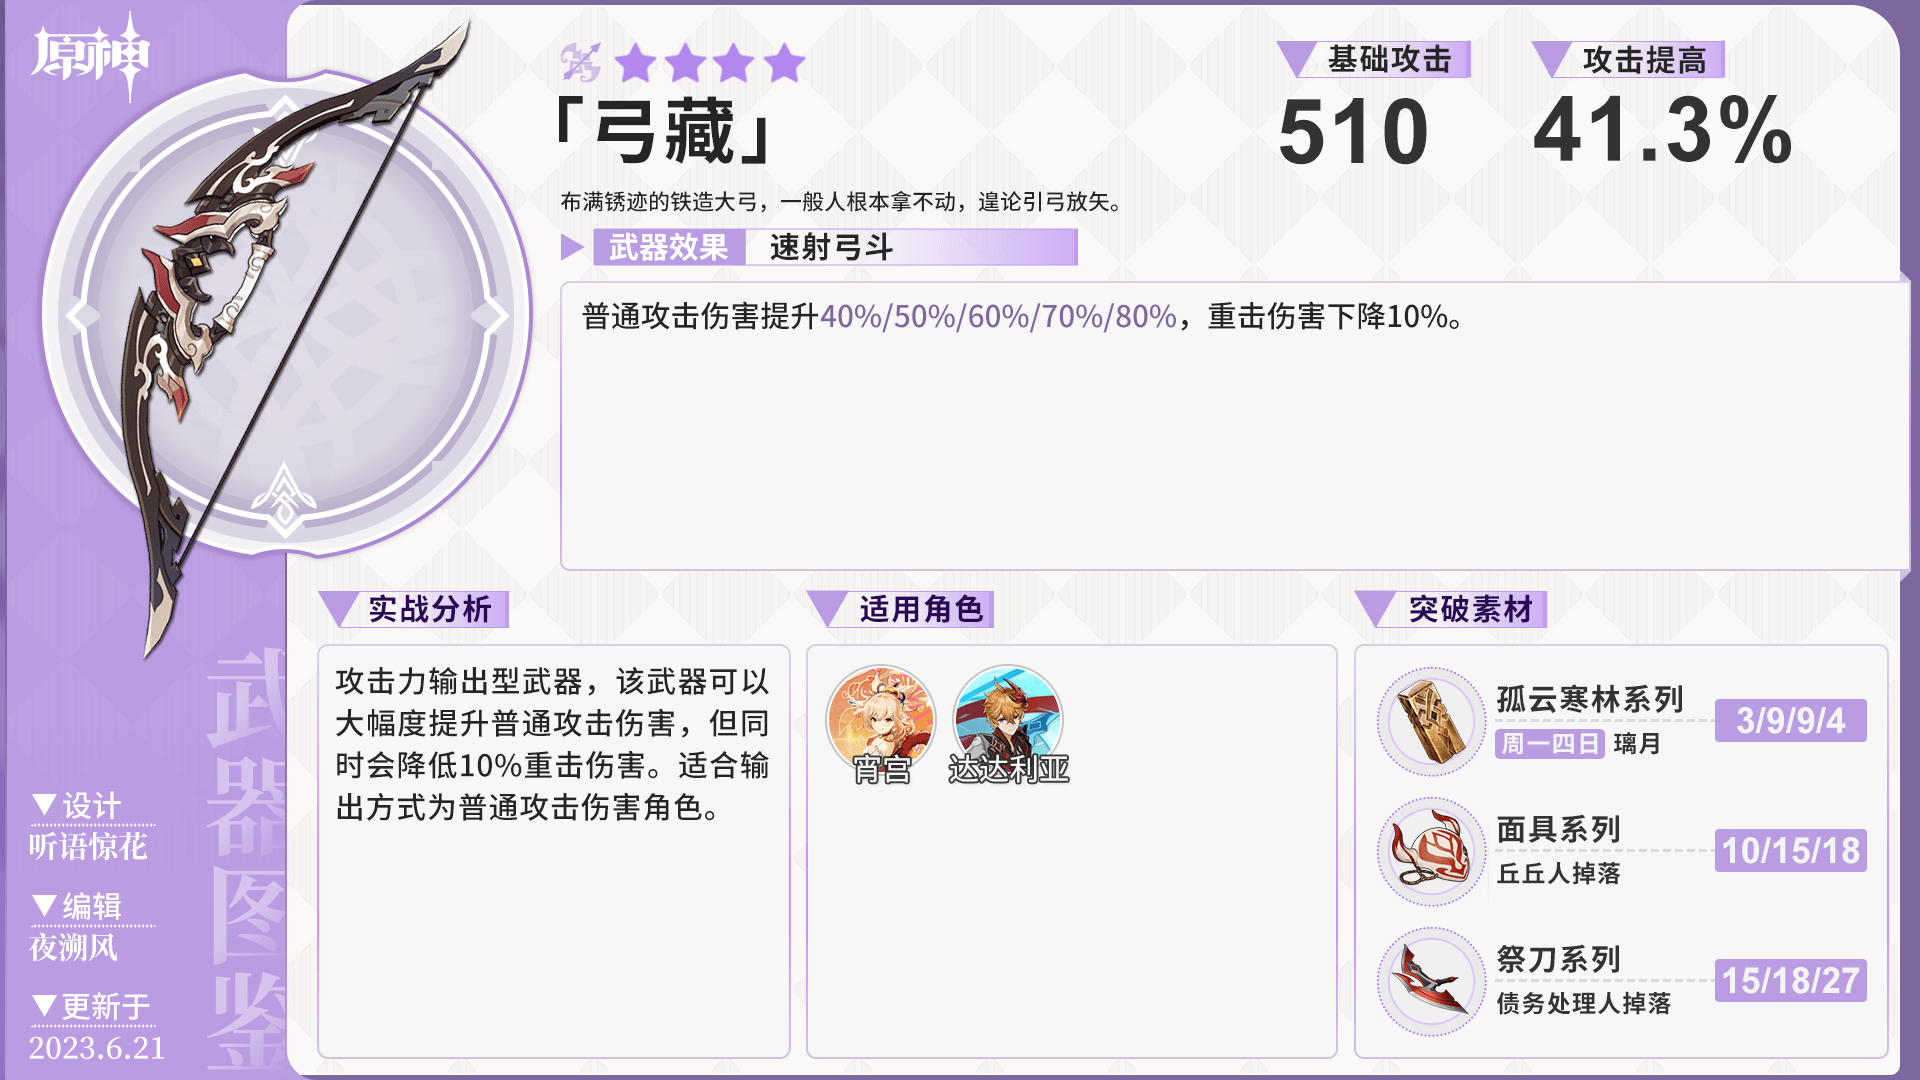 原神
「弓藏」
基础攻击
510
攻击提高
41.3%
布满锈迹的铁造大弓，一般人根本拿不动，遑论引弓放矢。
武器效果 速射弓斗
普通攻击伤害提升40%/50%/60%/70%/80%，重击伤害下降10%。
实战分析
攻击力输出型武器，该武器可以
大幅度提升普通攻击伤害，但同
时会降低10%重击伤害。适合输
出方式为普通攻击伤害角色。
适用角色
宵宫
达达利亚
突破素材
孤云寒林系列
周一四日 璃月
3/9/9/4
面具系列
丘丘人掉落
10/15/18
祭刀系列
债务处理人掉落
15/18/27
武器图鉴
▼设计
听语惊花
▼编辑
夜溯风
▼更新于
2023.6.21